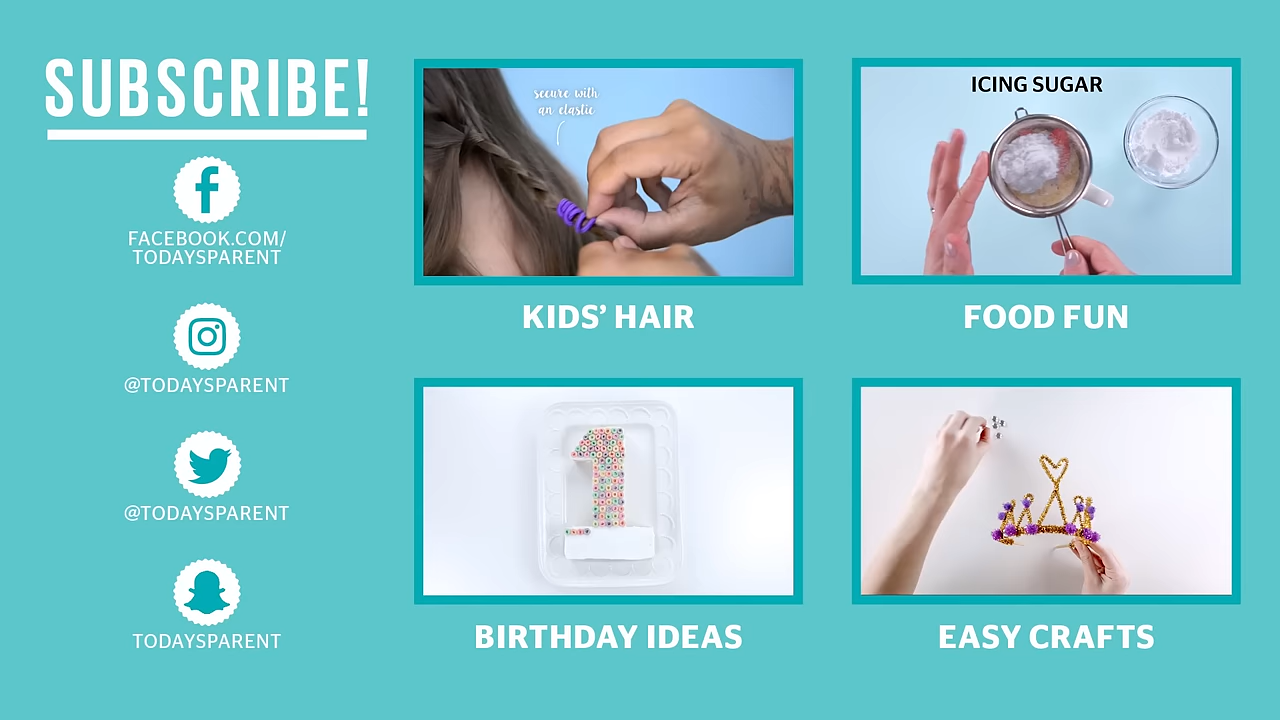 SUBSCRIBE!
FACEBOOK.COM/
TODAYSPARENT
@TODAYSPARENT
@TODAYSPARENT
TODAYSPARENT
secure with
an elastic
KIDS' HAIR
ICING SUGAR
FOOD FUN
BIRTHDAY IDEAS
EASY CRAFTS